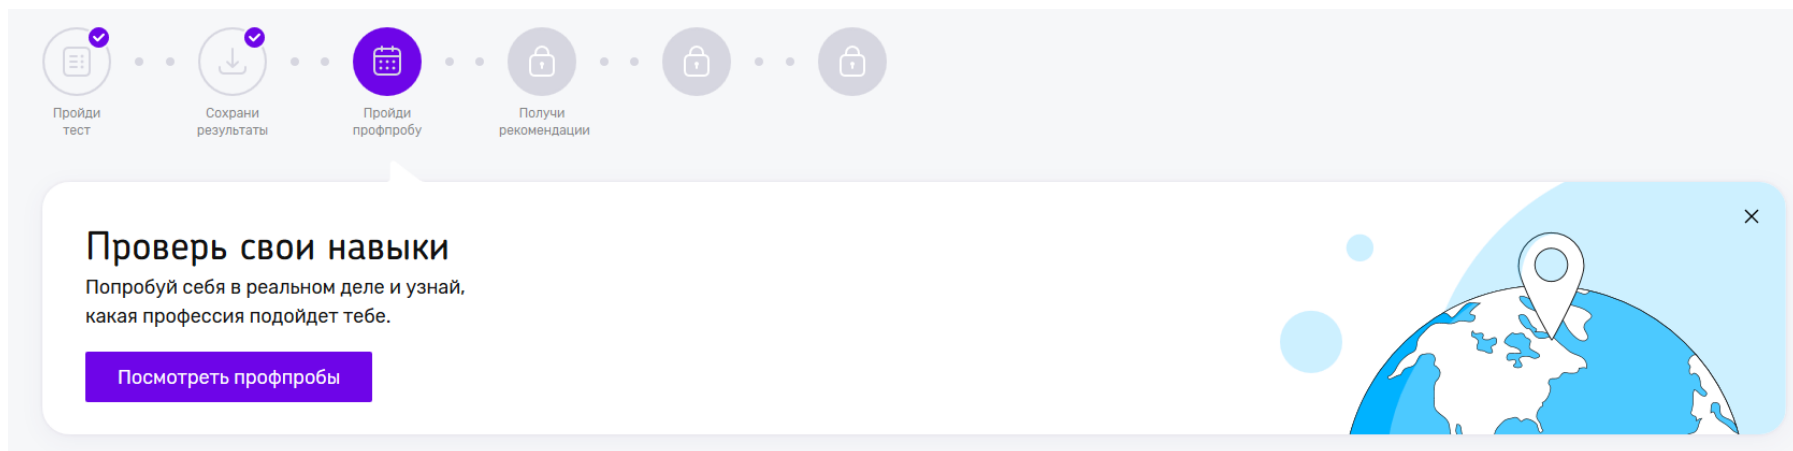 Пройди
тест
Сохрани
результаты
Пройди
профпробу
Получи
рекомендации
Проверь свои навыки
Попробуй себя в реальном деле и узнай,
какая профессия подойдет тебе.
Посмотреть профпробы